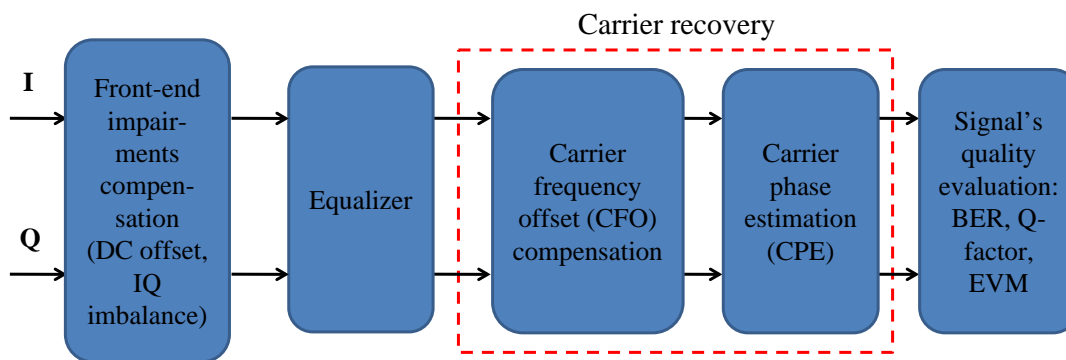 Carrier recovery
I
Q
Front-end
impair-
ments
compen-
sation
(DC offset,
IQ
imbalance)
Equalizer
Carrier
frequency
offset (CFO)
compensation
Carrier
phase
estimation
(CPE)
Signal's
quality
evaluation:
BER, Q-
factor,
EVM